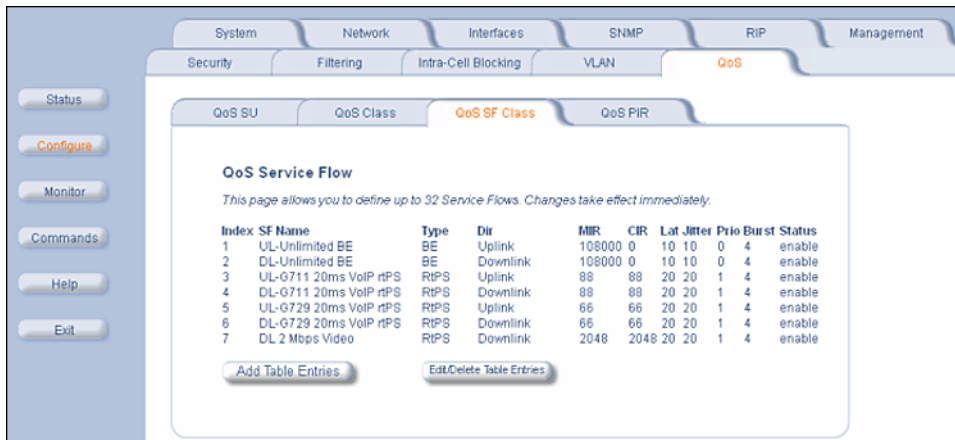 System Network Interfaces SNMP RIP Management
Security Filtering Intra-Cell Blocking VLAN QoS
Status
Configure
Monitor
Commands
Help
Exit
QoS SU QoS Class QoS SF Class QoS PIR
QoS Service Flow
This page allows you to define up to 32 Service Flows. Changes take effect immediately.
Index SF Name Type Dir MIR CIR Lat Jitter Prio Burst Status
1 UL-Unlimited BE BE Uplink 108000 0 10 10 0 4 enable
2 DL-Unlimited BE BE Downlink 108000 0 10 10 0 4 enable
3 UL-G711 20ms VoIP rtPS RtPS Uplink 88 88 20 20 1 4 enable
4 DL-G711 20ms VoIP rtPS RtPS Downlink 88 88 20 20 1 4 enable
5 UL-G729 20ms VoIP rtPS RtPS Uplink 66 66 20 20 1 4 enable
6 DL-G729 20ms VoIP rtPS RtPS Downlink 66 66 20 20 1 4 enable
7 DL 2 Mbps Video RtPS Downlink 2048 2048 20 20 1 4 enable
Add Table Entries Edit/Delete Table Entries